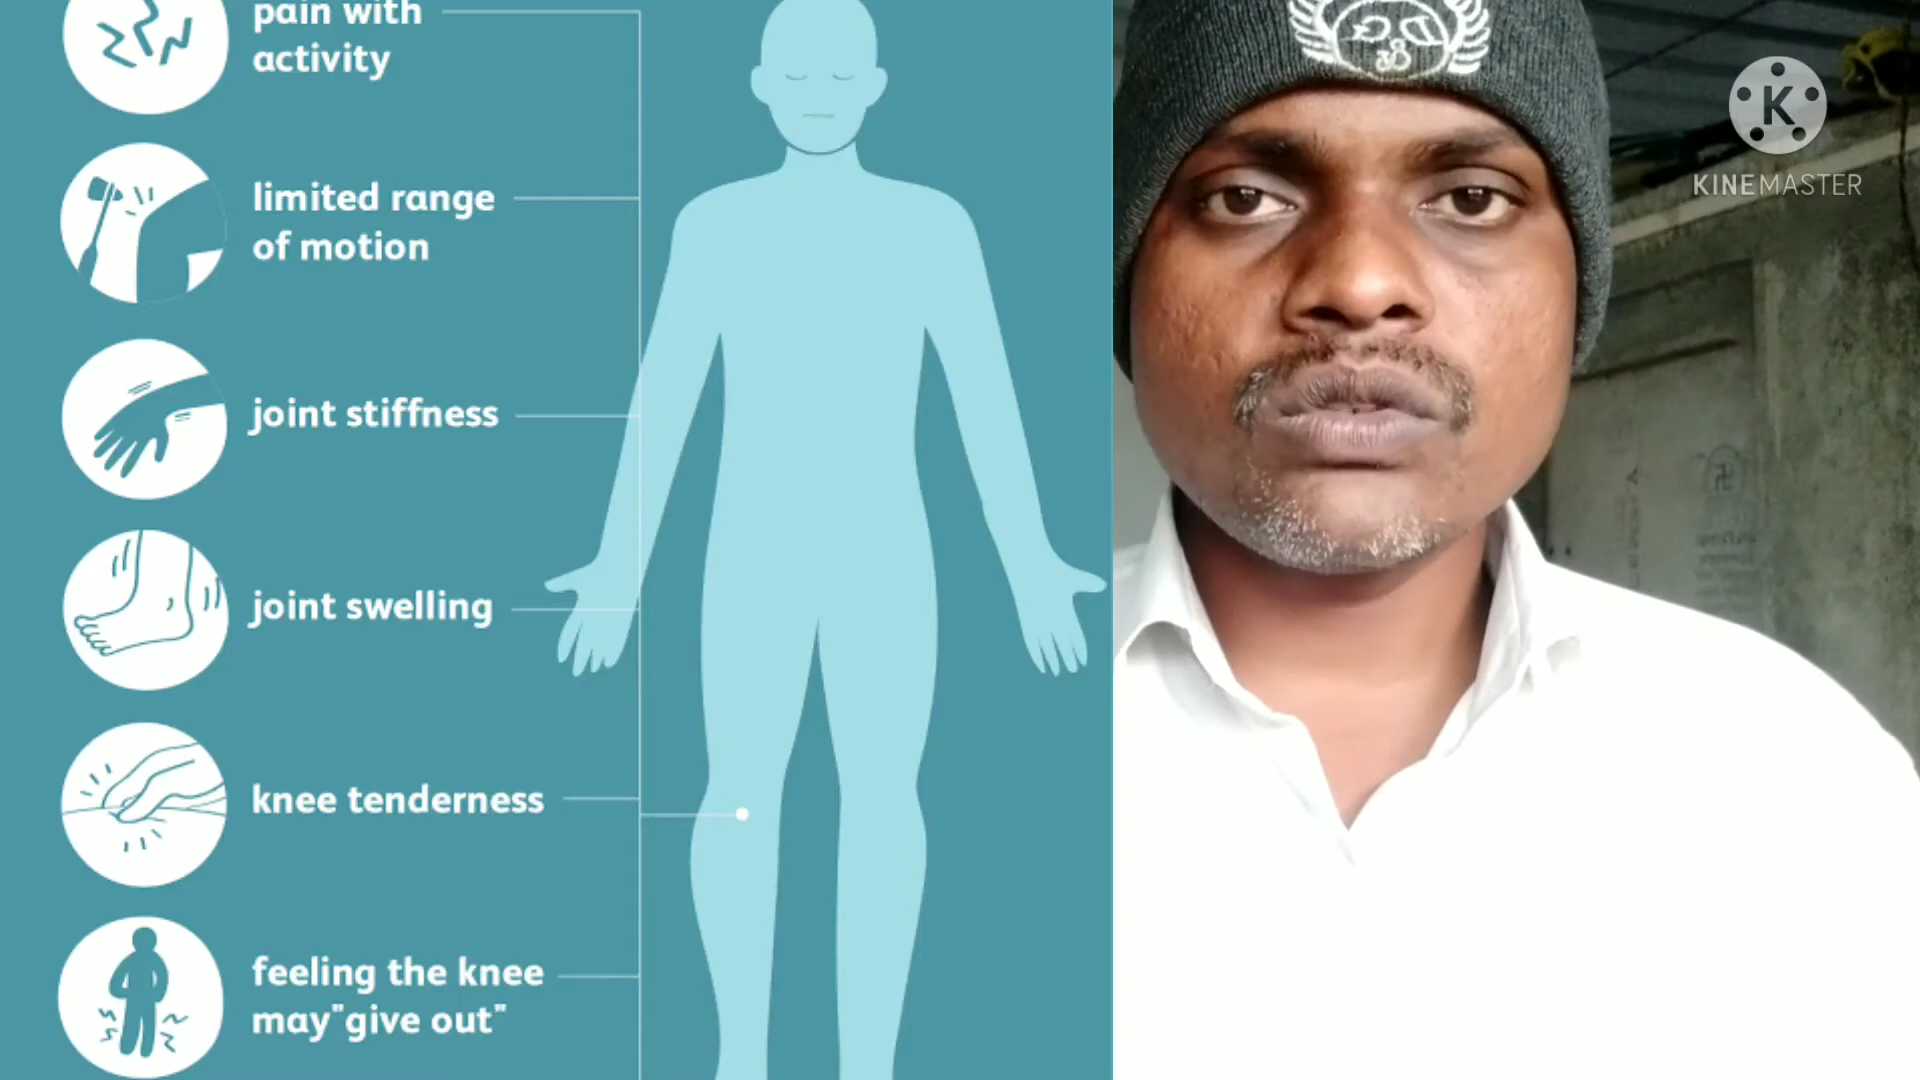 pain with
activity
limited range
of motion
joint stiffness
joint swelling
knee tenderness
feeling the knee
may"give out"
DG
K
KINEMASTER